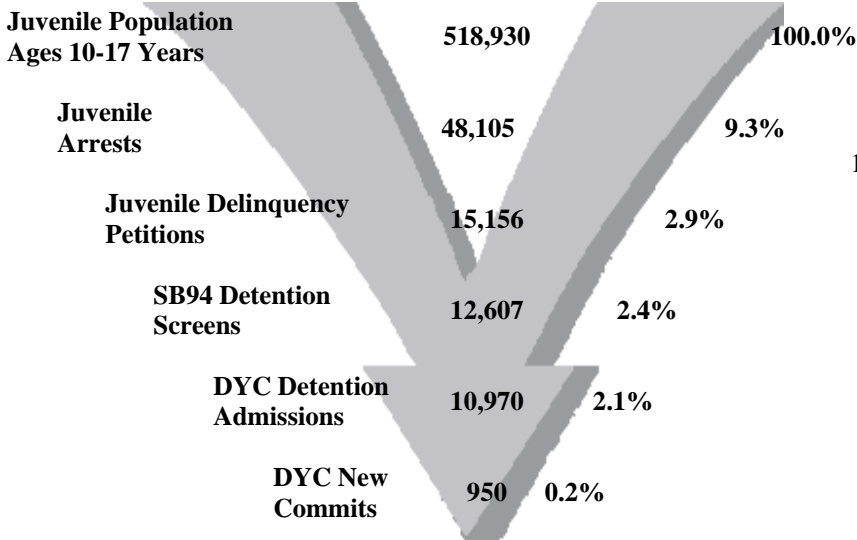 Juvenile Population
Ages 10-17 Years
518,930
100.0%
Juvenile
Arrests
48,105
9.3%
1
Juvenile Delinquency
Petitions
15,156
2.9%
SB94 Detention
Screens
12,607
2.4%
DYC Detention
Admissions
10,970
2.1%
DYC New
Commits
950
0.2%